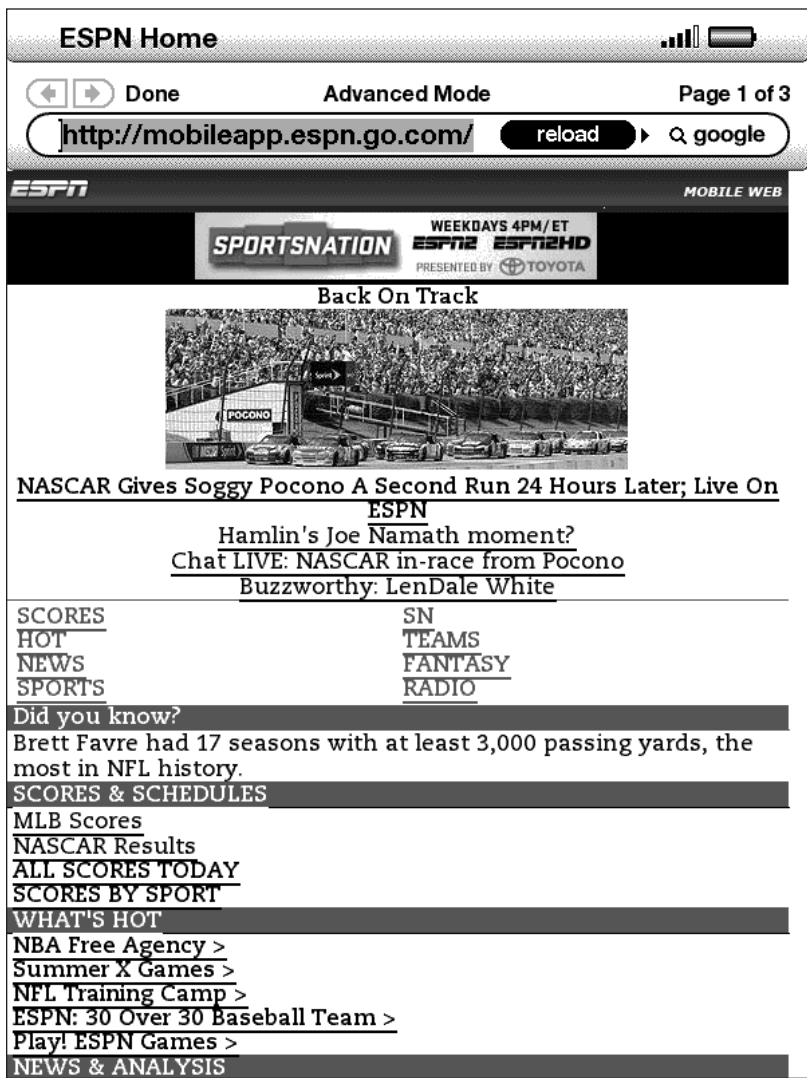 ESPN Home
Done Advanced Mode Page 1 of 3
http://mobileapp.espn.go.com/ reload google
ESPN MOBILE WEB
SPORTSNATION
WEEKDAYS 4PM/ET
ESPN2 ESPN2HD
PRESENTED BY TOYOTA
Back On Track
Sprint
POCONO
NASCAR Gives Soggy Pocono A Second Run 24 Hours Later; Live On
ESPN
Hamlin's Joe Namath moment?
Chat LIVE: NASCAR in-race from Pocono
Buzzworthy: LenDale White
SCORES SN
HOT TEAMS
NEWS FANTASY
SPORTS RADIO
Did you know?
Brett Favre had 17 seasons with at least 3,000 passing yards, the
most in NFL history.
SCORES & SCHEDULES
MLB Scores
NASCAR Results
ALL SCORES TODAY
SCORES BY SPORT
WHAT'S HOT
NBA Free Agency >
Summer X Games >
NFL Training Camp >
ESPN: 30 Over 30 Baseball Team >
Play! ESPN Games >
NEWS & ANALYSIS